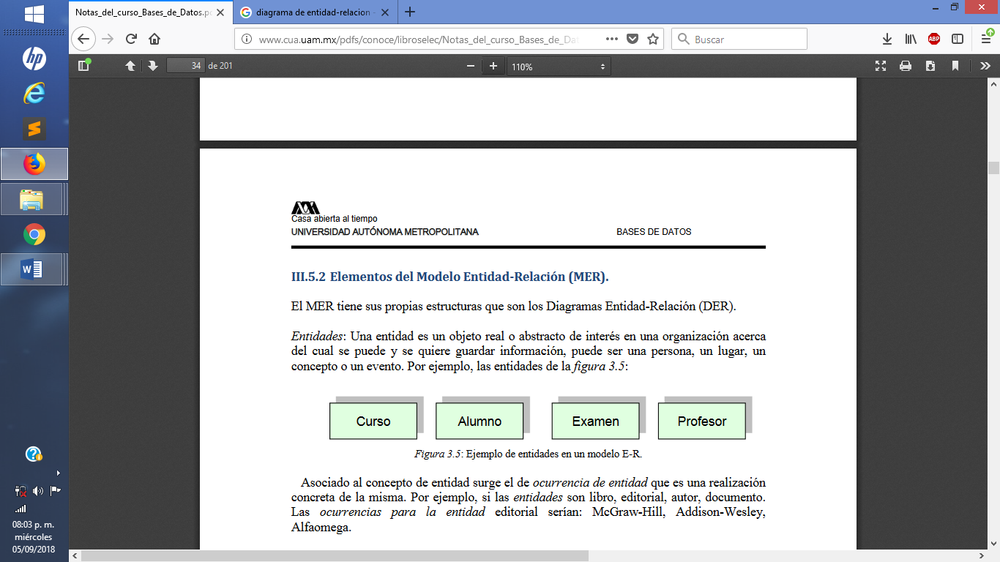 Notas_del_curso_Bases_de_Datos.pd
diagrama de entidad-relacion -
www.cua.uam.mx/pdfs/conoce/libroselec/Notas_del_curso_Bases_de_Da
Buscar
ABP
34 de 201
110%
Casa abierta al tiempo
UNIVERSIDAD AUTÓNOMA METROPOLITANA BASES DE DATOS
III.5.2 Elementos del Modelo Entidad-Relación (MER).
El MER tiene sus propias estructuras que son los Diagramas Entidad-Relación (DER).
Entidades: Una entidad es un objeto real o abstracto de interés en una organización acerca
del cual se puede y se quiere guardar información, puede ser una persona, un lugar, un
concepto o un evento. Por ejemplo, las entidades de la figura 3.5:
Curso Alumno Examen Profesor
Figura 3.5: Ejemplo de entidades en un modelo E-R.
Asociado al concepto de entidad surge el de ocurrencia de entidad que es una realización
concreta de la misma. Por ejemplo, si las entidades son libro, editorial, autor, documento.
Las ocurrencias para la entidad editorial serían: McGraw-Hill, Addison-Wesley,
Alfaomega.
08:03 p. m.
miércoles
05/09/2018